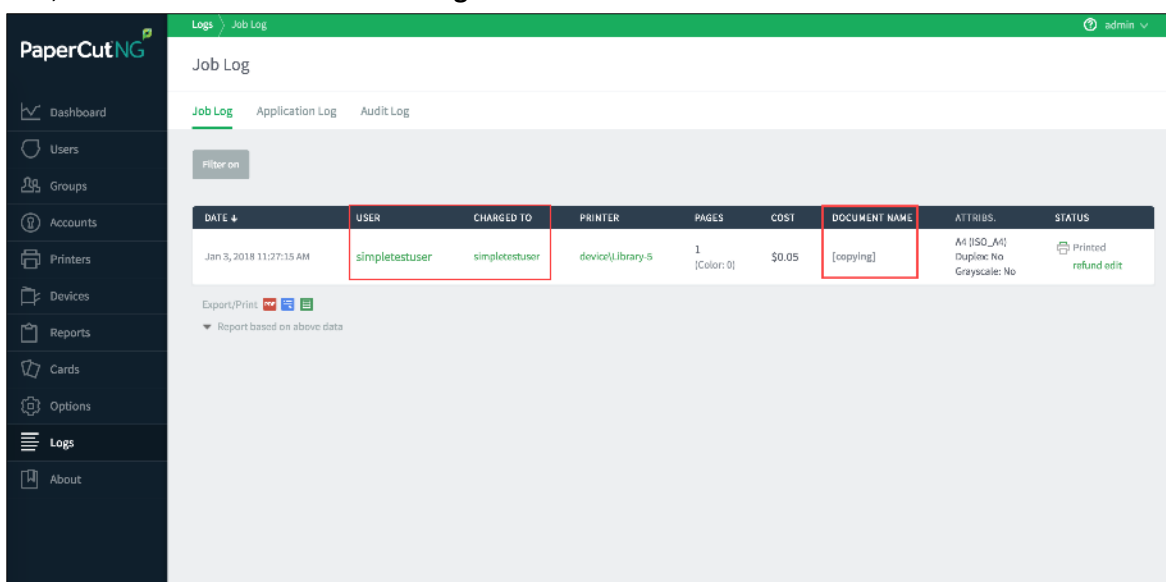 Logs Job Log
admin
PaperCut NG
Job Log
Dashboard
Job Log Application Log Audit Log
Users
Filter on
Groups
Accounts
DATE USER CHARGED TO PRINTER PAGES COST DOCUMENT NAME ATTRIBS. STATUS
Jan 3, 2018 11:27:15 AM simpletestuser simpletestuser device\Library-5 1 $0.05 [copying] A4 (ISO_A4) Printed
(Color: 0) Duplex: No refund edit
Grayscale: No
Printers
Devices
Export/Print
Report based on above data
Reports
Cards
Options
Logs
About